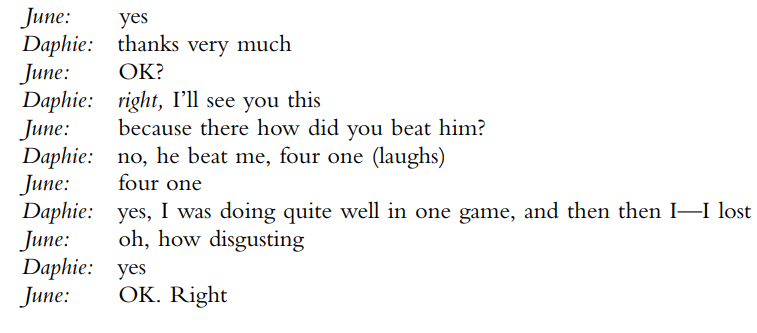 June: yes
Daphie: thanks very much
June: OK?
Daphie: right, I'll see you this
June: because there how did you beat him?
Daphie: no, he beat me, four one (laughs)
June: four one
Daphie: yes, I was doing quite well in one game, and then then I—I lost
June: oh, how disgusting
Daphie: yes
June: OK. Right